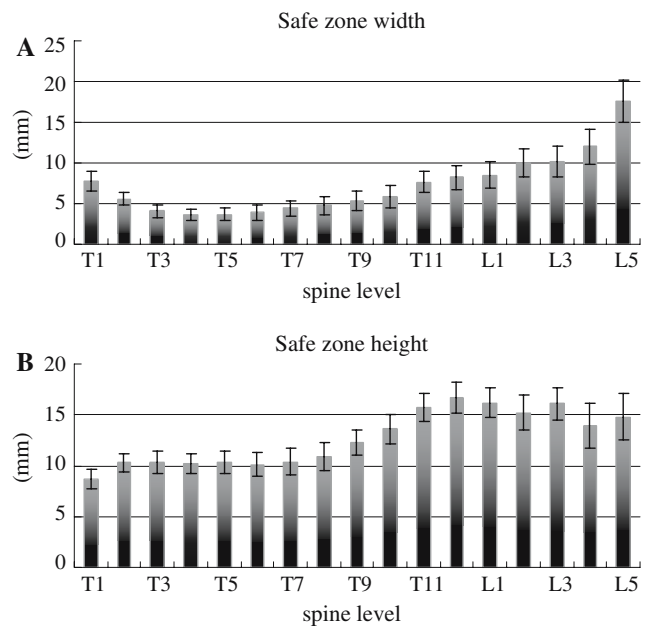 Safe zone width
A
25
20
15
10
5
0
(mm)
T1 T3 T5 T7 T9 T11 L1 L3 L5
spine level
Safe zone height
B
20
15
10
5
0
(mm)
T1 T3 T5 T7 T9 T11 L1 L3 L5
spine level